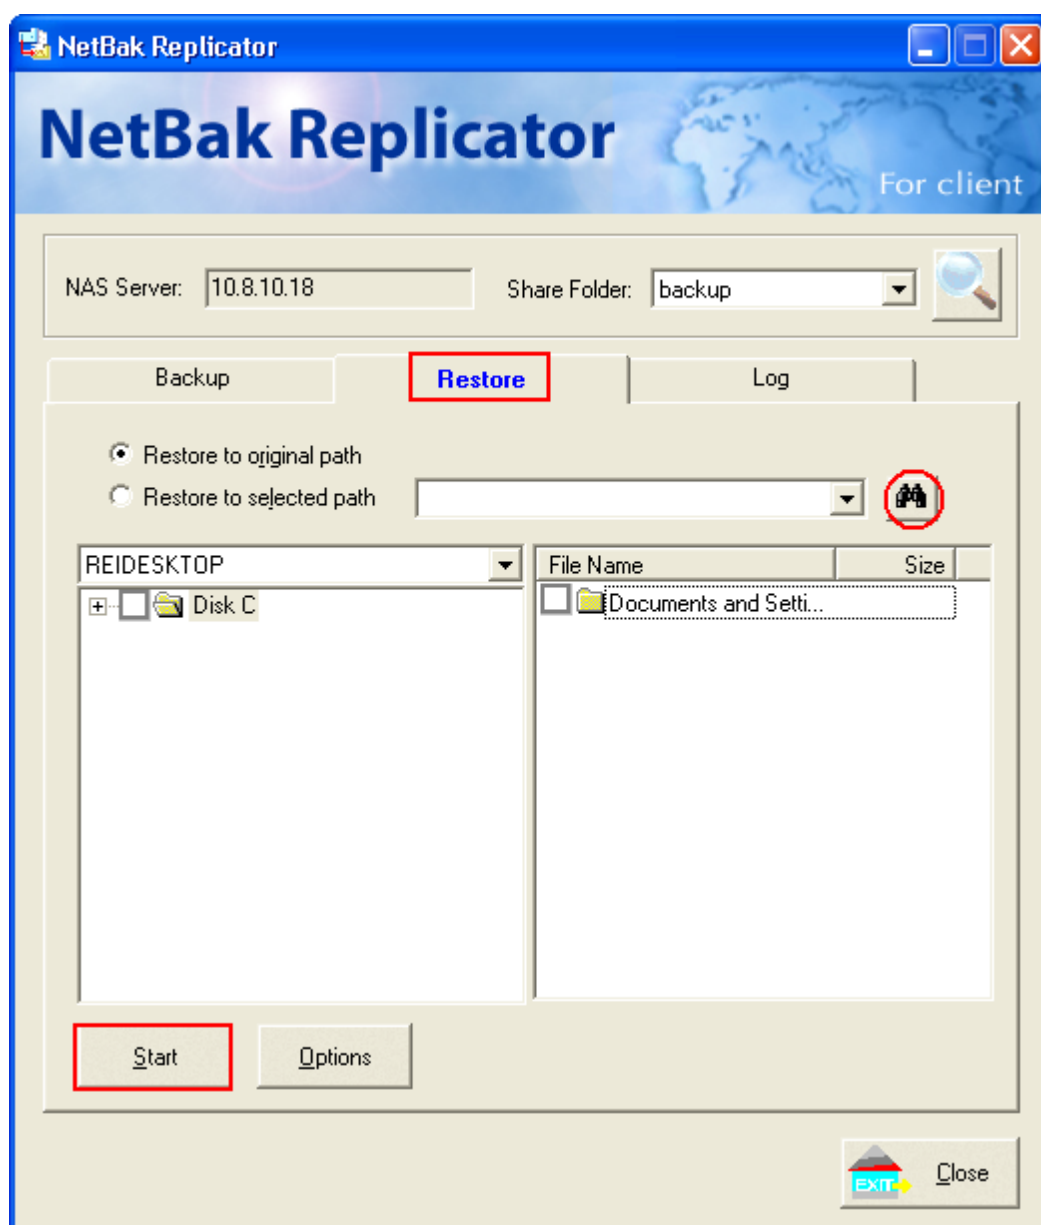 NetBak Replicator
NetBak Replicator
For client
NAS Server: 10.8.10.18 Share Folder: backup
Backup Restore Log
Restore to original path
Restore to selected path
REIDESKTOP File Name Size
Disk C Documents and Setti...
Start Options
EXIT Close